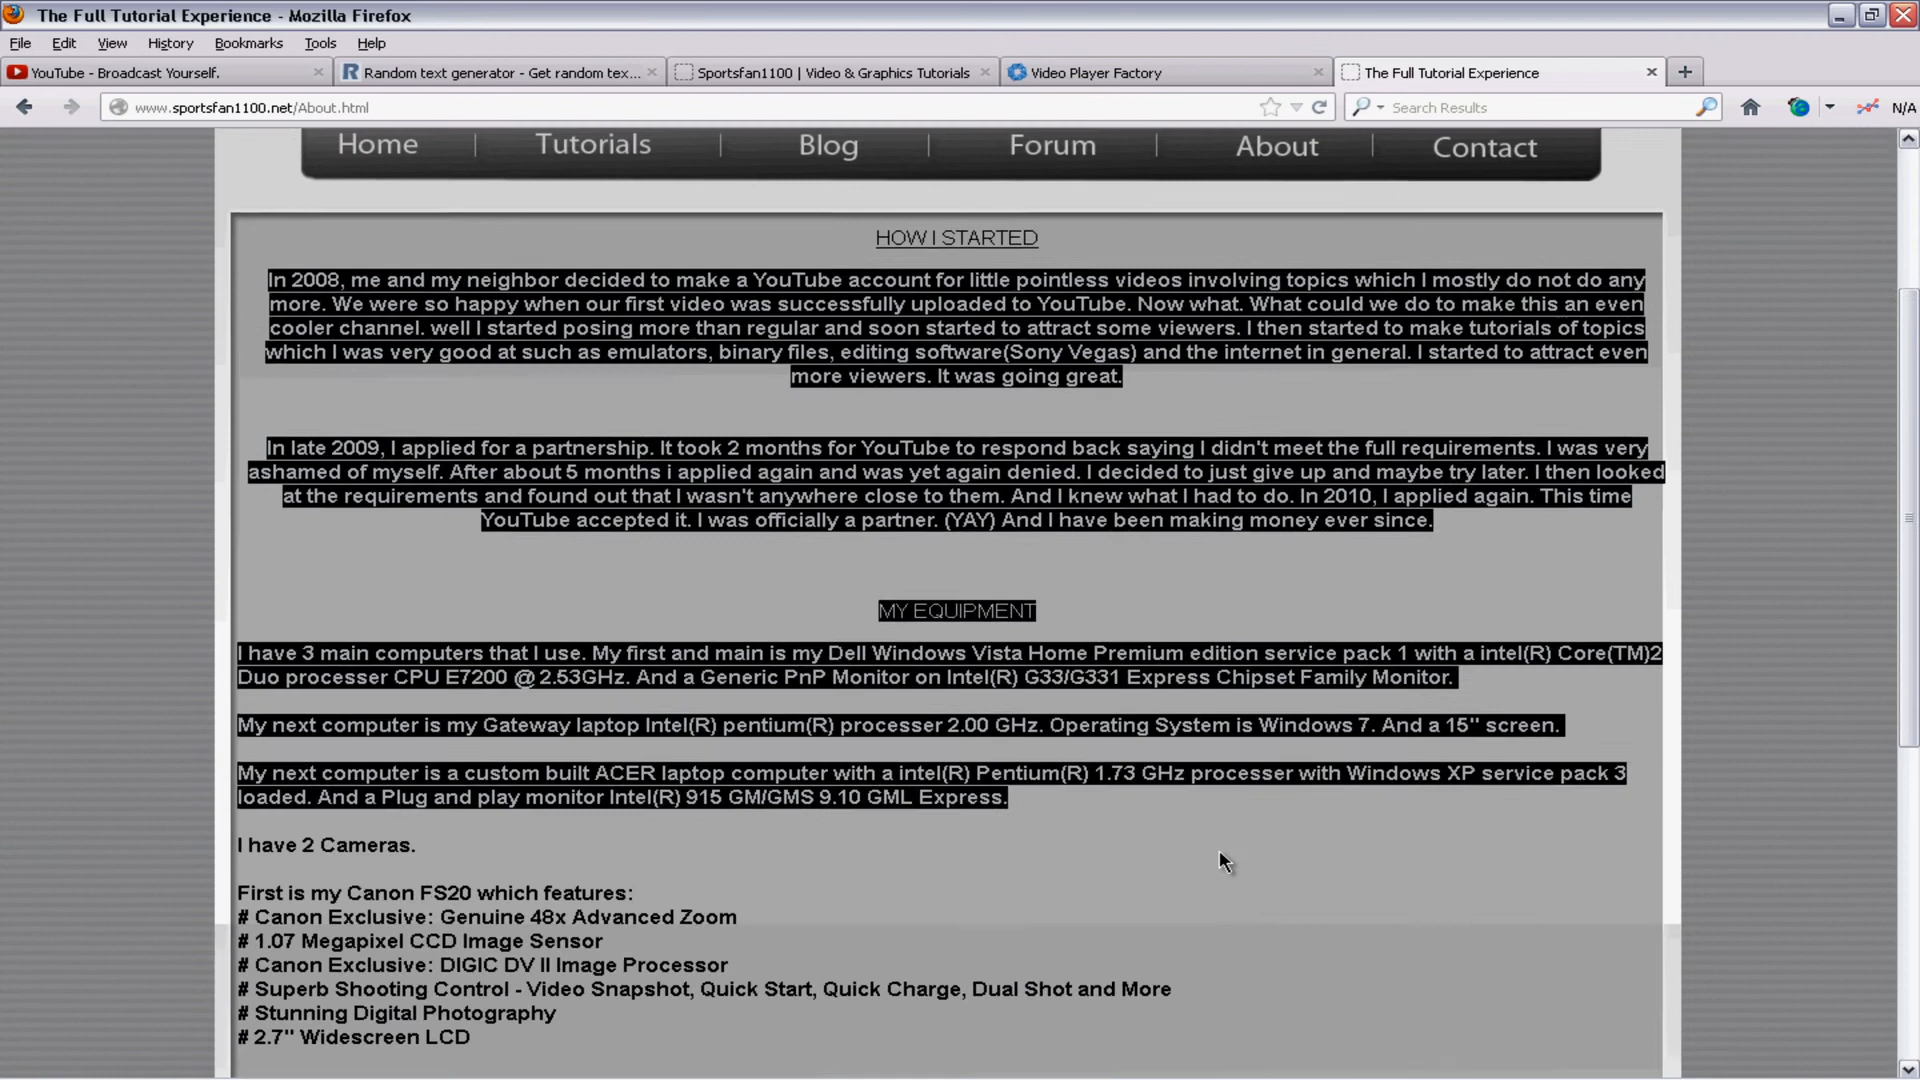 The Full Tutorial Experience - Mozilla Firefox
File Edit View History Bookmarks Tools Help
YouTube - Broadcast Yourself.
Random text generator - Get random tex...
Sportsfan1100 | Video & Graphics Tutorials
Video Player Factory
The Full Tutorial Experience
www.sportsfan1100.net/About.html
Search Results
N/A
Home | Tutorials | Blog | Forum | About | Contact
HOW I STARTED
In 2008, me and my neighbor decided to make a YouTube account for little pointless videos involving topics which I mostly do not do any
more. We were so happy when our first video was successfully uploaded to YouTube. Now what. What could we do to make this an even
cooler channel. well I started posing more than regular and soon started to attract some viewers. I then started to make tutorials of topics
which I was very good at such as emulators, binary files, editing software(Sony Vegas) and the internet in general. I started to attract even
more viewers. It was going great.
In late 2009, I applied for a partnership. It took 2 months for YouTube to respond back saying I didn't meet the full requirements. I was very
ashamed of myself. After about 5 months i applied again and was yet again denied. I decided to just give up and maybe try later. I then looked
at the requirements and found out that I wasn't anywhere close to them. And I knew what I had to do. In 2010, I applied again. This time
YouTube accepted it. I was officially a partner. (YAY) And I have been making money ever since.
MY EQUIPMENT
I have 3 main computers that I use. My first and main is my Dell Windows Vista Home Premium edition service pack 1 with a intel(R) Core(TM)2
Duo processer CPU E7200 @ 2.53GHz. And a Generic PnP Monitor on Intel(R) G33/G331 Express Chipset Family Monitor.
My next computer is my Gateway laptop Intel(R) pentium(R) processer 2.00 GHz. Operating System is Windows 7. And a 15" screen.
My next computer is a custom built ACER laptop computer with a intel(R) Pentium(R) 1.73 GHz processer with Windows XP service pack 3
loaded. And a Plug and play monitor Intel(R) 915 GM/GMS 9.10 GML Express.
I have 2 Cameras.
First is my Canon FS20 which features:
# Canon Exclusive: Genuine 48x Advanced Zoom
# 1.07 Megapixel CCD Image Sensor
# Canon Exclusive: DIGIC DV II Image Processor
# Superb Shooting Control - Video Snapshot, Quick Start, Quick Charge, Dual Shot and More
# Stunning Digital Photography
# 2.7" Widescreen LCD